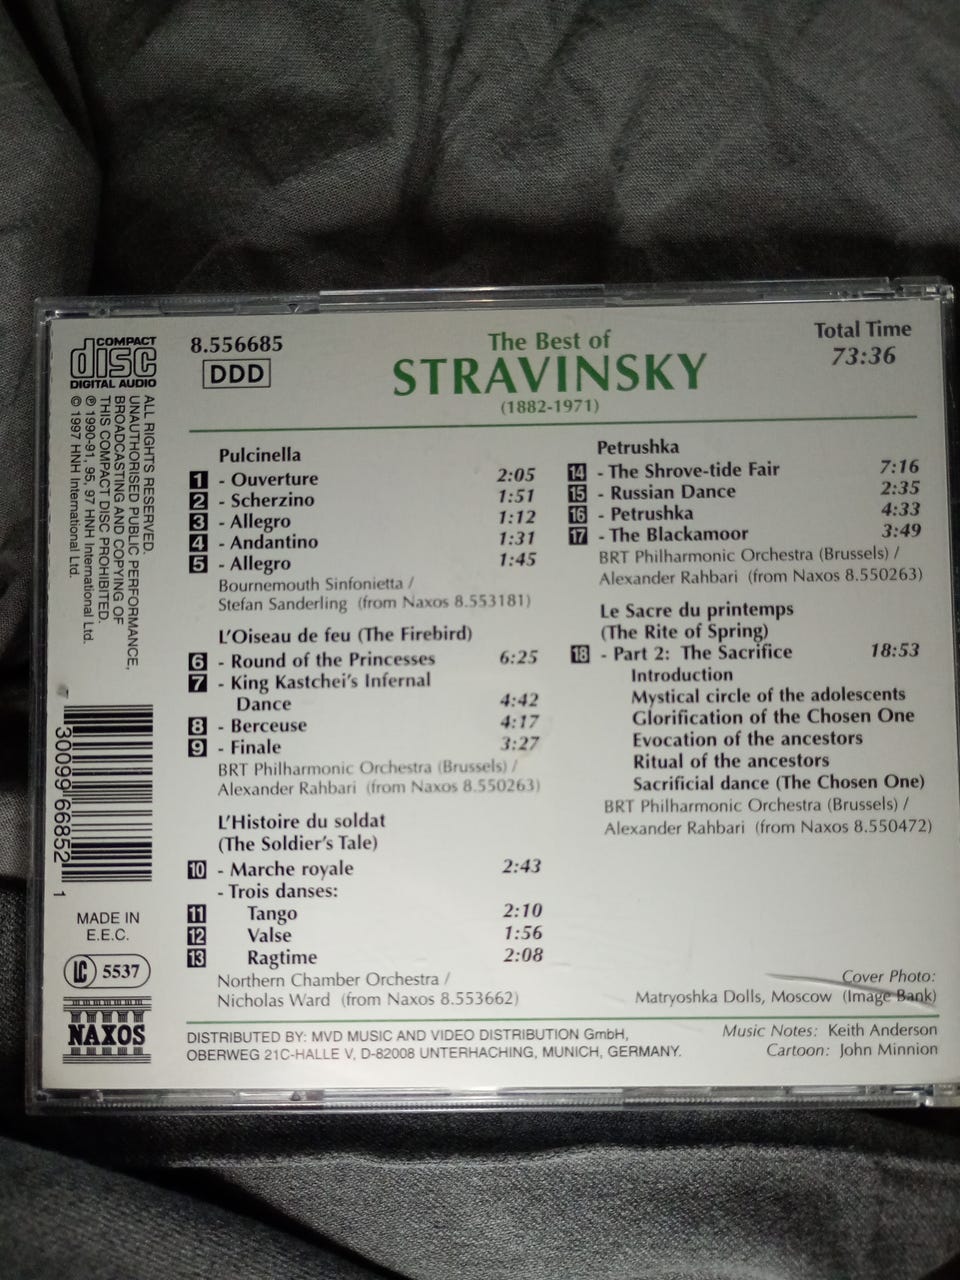 COMPACT
disc
DIGITAL AUDIO
ALL RIGHTS RESERVED.
UNAUTHORISED PUBLIC PERFORMANCE,
BROADCASTING AND COPYING OF
THIS COMPACT DISC PROHIBITED.
℗ 1990-91, 95, 97 HNH International Ltd.
© 1997 HNH International Ltd.
7 30099 66852 1
MADE IN
E.E.C.
LC 5537
NAXOS
8.556685
DDD
The Best of
STRAVINSKY
(1882-1971)
Total Time
73:36
Pulcinella
1 - Ouverture 2:05
2 - Scherzino 1:51
3 - Allegro 1:12
4 - Andantino 1:31
5 - Allegro 1:45
Bournemouth Sinfonietta /
Stefan Sanderling (from Naxos 8.553181)
L'Oiseau de feu (The Firebird)
6 - Round of the Princesses 6:25
7 - King Kastchei's Infernal
Dance 4:42
8 - Berceuse 4:17
9 - Finale 3:27
BRT Philharmonic Orchestra (Brussels) /
Alexander Rahbari (from Naxos 8.550263)
L'Histoire du soldat
(The Soldier's Tale)
10 - Marche royale 2:43
- Trois danses:
11 Tango 2:10
12 Valse 1:56
13 Ragtime 2:08
Northern Chamber Orchestra /
Nicholas Ward (from Naxos 8.553662)
Petrushka
14 - The Shrove-tide Fair 7:16
15 - Russian Dance 2:35
16 - Petrushka 4:33
17 - The Blackamoor 3:49
BRT Philharmonic Orchestra (Brussels) /
Alexander Rahbari (from Naxos 8.550263)
Le Sacre du printemps
(The Rite of Spring)
18 - Part 2: The Sacrifice 18:53
Introduction
Mystical circle of the adolescents
Glorification of the Chosen One
Evocation of the ancestors
Ritual of the ancestors
Sacrificial dance (The Chosen One)
BRT Philharmonic Orchestra (Brussels) /
Alexander Rahbari (from Naxos 8.550472)
Cover Photo:
Matryoshka Dolls, Moscow (Image Bank)
DISTRIBUTED BY: MVD MUSIC AND VIDEO DISTRIBUTION GmbH,
OBERWEG 21C-HALLE V, D-82008 UNTERHACHING, MUNICH, GERMANY.
Music Notes: Keith Anderson
Cartoon: John Minnion